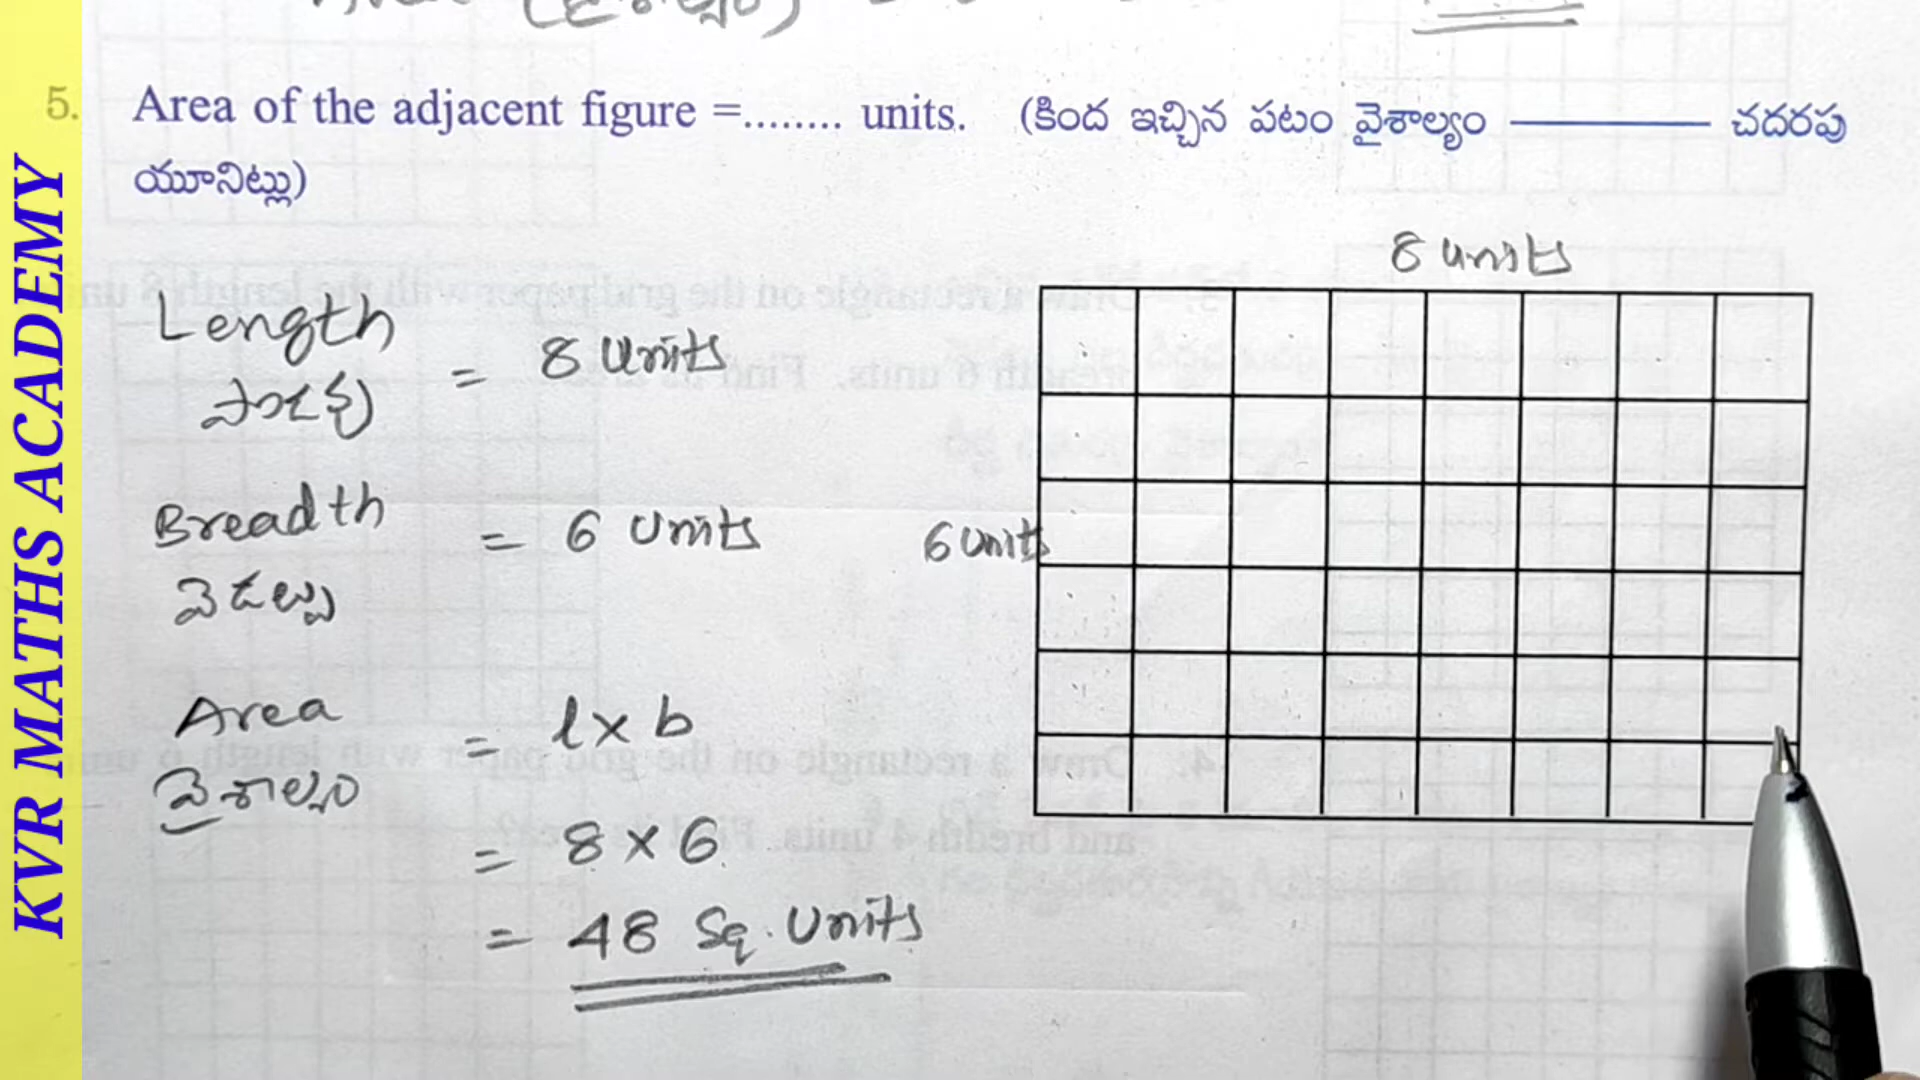 KVR MATHS ACADEMY
5. Area of the adjacent figure =........ units. (కింద ఇచ్చిన పటం వైశాల్యం ———— చదరపు
యూనిట్లు)
8 units
Length
పొడవు = 8 Units
Breadth = 6 Units
వెడల్పు
6 Units
Area = l × b
వైశాల్యం
= 8 × 6
= 48 Sq. Units